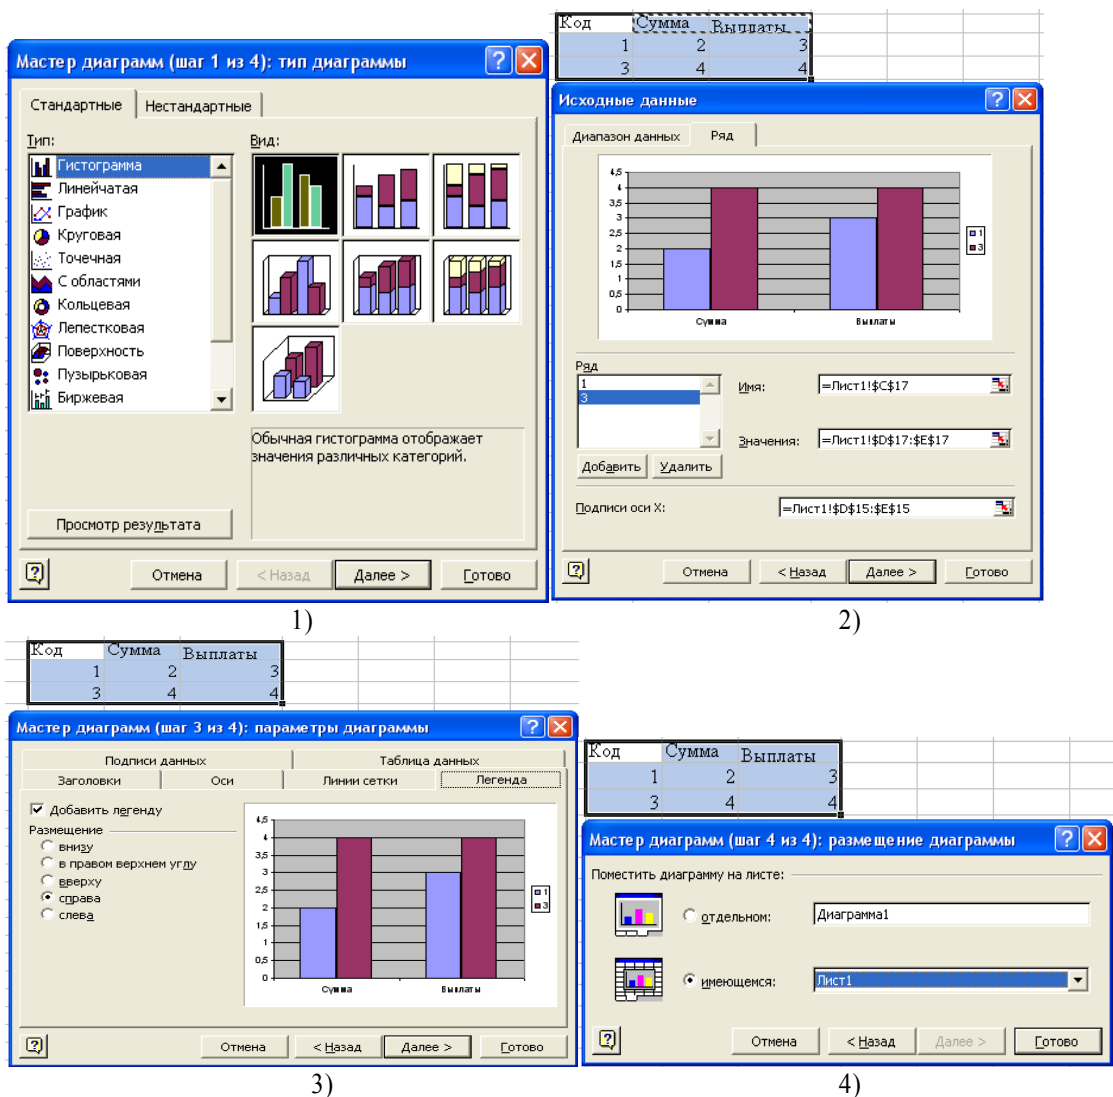 Мастер диаграмм (шаг 1 из 4): тип диаграммы
Стандартные Нестандартные
Тип: Вид:
Гистограмма
Линейчатая
График
Круговая
Точечная
С областями
Кольцевая
Лепестковая
Поверхность
Пузырьковая
Биржевая
Обычная гистограмма отображает
значения различных категорий.
Просмотр результата
Отмена < Назад Далее > Готово
1)
Код Сумма Выплаты
1 2 3
3 4 4
Исходные данные
Диапазон данных Ряд
4,5
4
3,5
3
2,5
2
1,5
1
0,5
0
Сумма Выплаты
1
3
Ряд
1
3
Имя: =Лист1!$C$17
Значения: =Лист1!$D$17:$E$17
Добавить Удалить
Подписи оси X: =Лист1!$D$15:$E$15
Отмена < Назад Далее > Готово
2)
Код Сумма Выплаты
1 2 3
3 4 4
Мастер диаграмм (шаг 3 из 4): параметры диаграммы
Подписи данных Таблица данных
Заголовки Оси Линии сетки Легенда
Добавить легенду
Размещение
внизу
в правом верхнем углу
вверху
справа
слева
4,5
4
3,5
3
2,5
2
1,5
1
0,5
0
Сумма Выплаты
1
3
Отмена < Назад Далее > Готово
3)
Код Сумма Выплаты
1 2 3
3 4 4
Мастер диаграмм (шаг 4 из 4): размещение диаграммы
Поместить диаграмму на листе:
отдельном: Диаграмма1
имеющемся: Лист1
Отмена < Назад Далее > Готово
4)